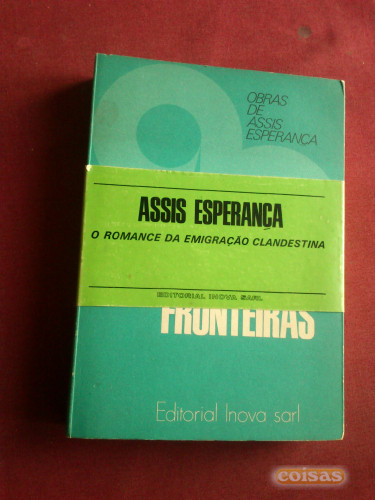 OBRAS
DE
ASSIS
ESPERANÇA
ASSIS ESPERANÇA
O ROMANCE DA EMIGRAÇÃO CLANDESTINA
EDITORIAL INOVA SARL
FRONTEIRAS
Editorial Inova sarl
coisas